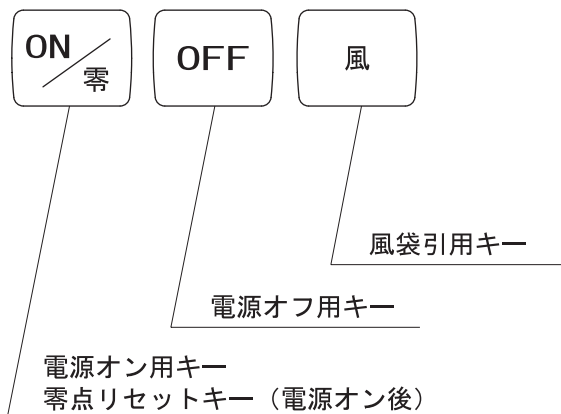 ON/零
OFF
風
風袋引用キー
電源オフ用キー
電源オン用キー
零点リセットキー（電源オン後）